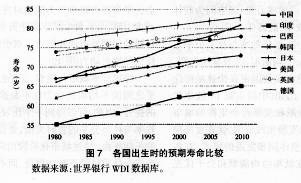 85
80
75
70
65
60
55
寿命(岁)
1980 1985 1990 1995 2000 2005 2010
中国
印度
巴西
韩国
日本
美国
英国
德国
图7 各国出生时的预期寿命比较
数据来源:世界银行WDI数据库。